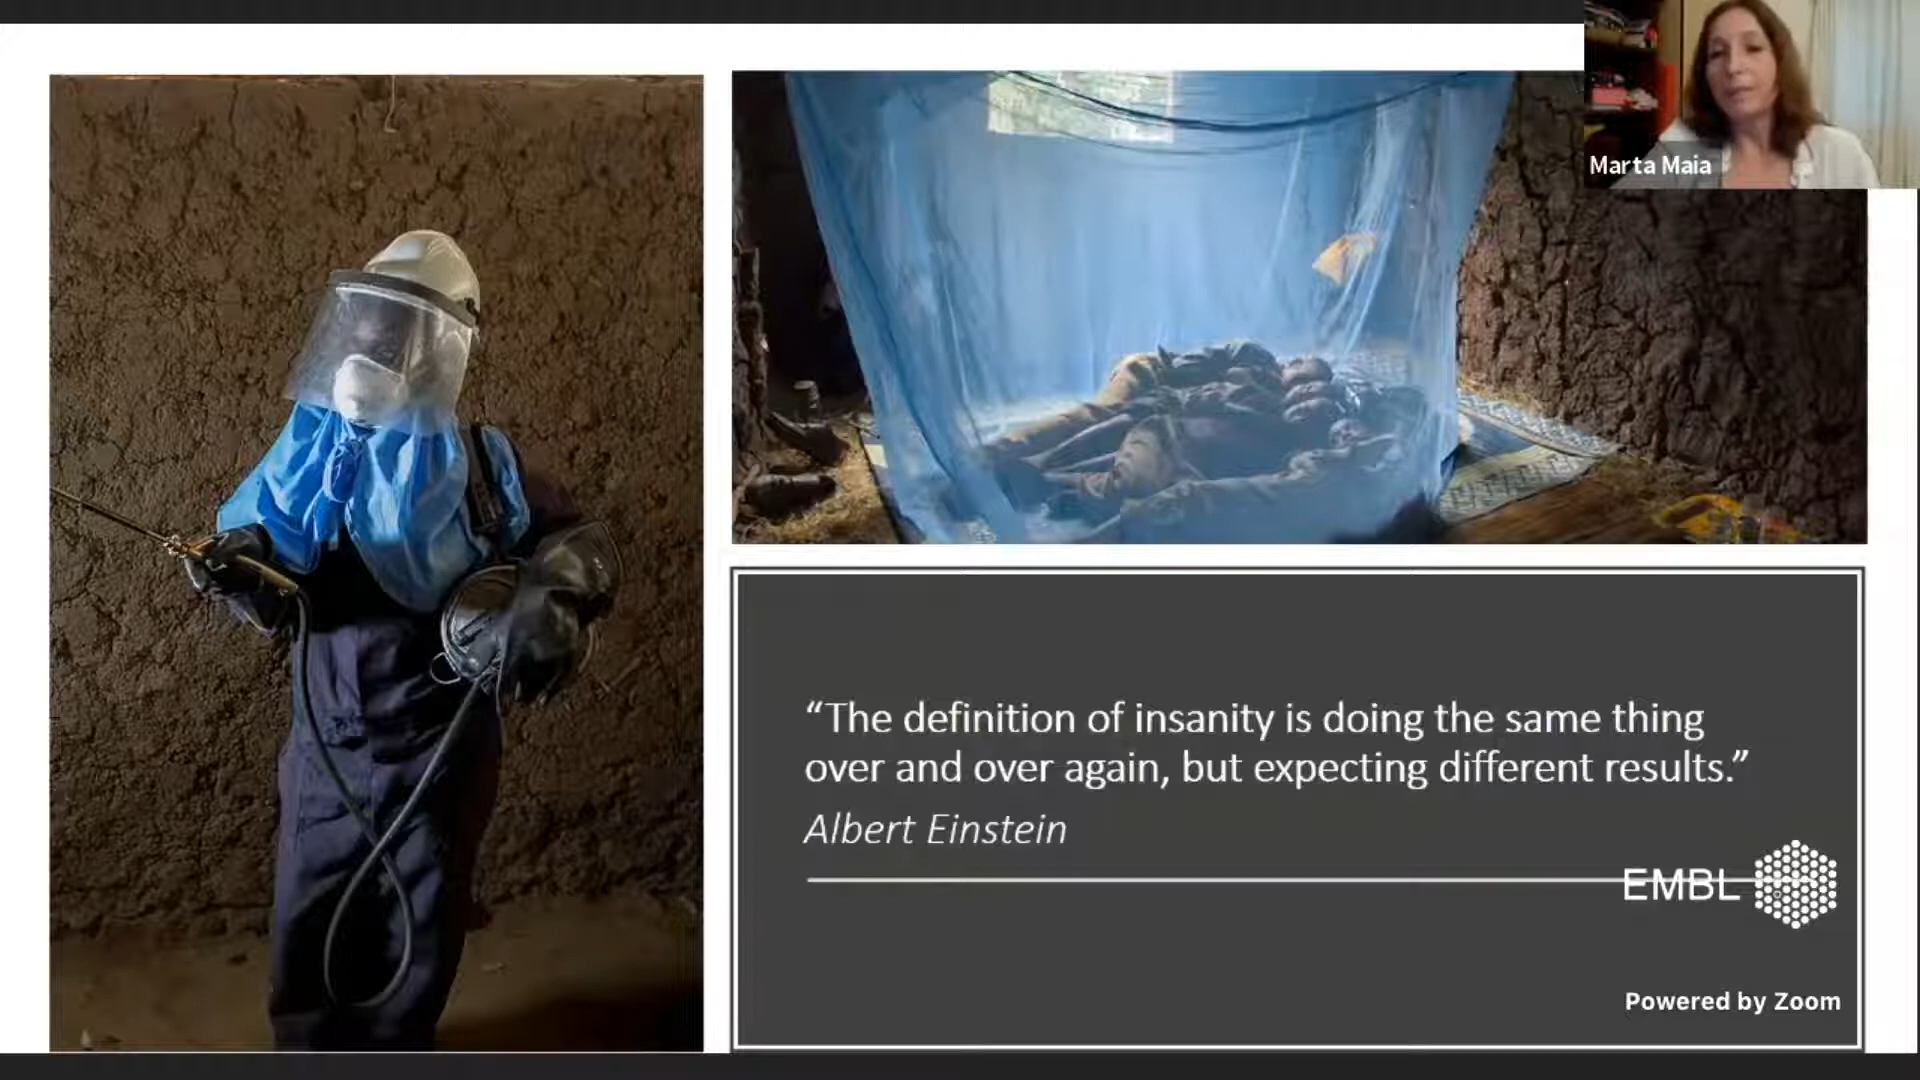 Marta Maia
“The definition of insanity is doing the same thing
over and over again, but expecting different results.”
Albert Einstein
EMBL
Powered by Zoom